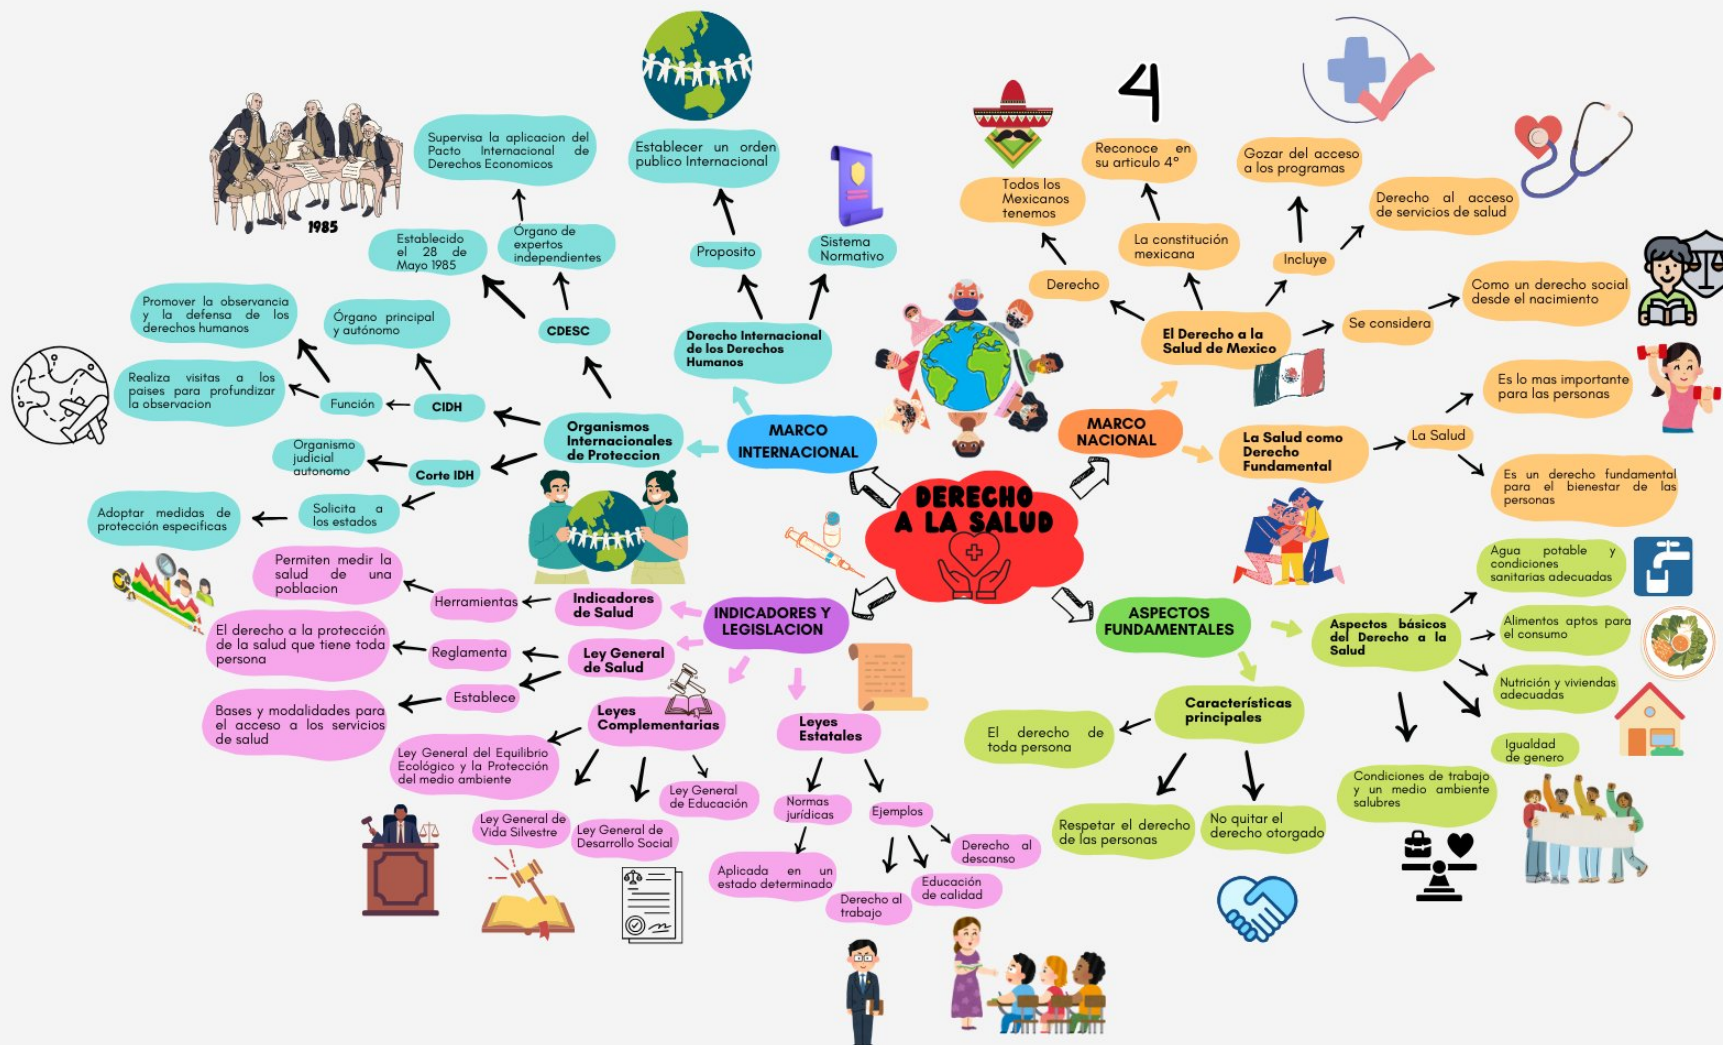 DERECHO
A LA SALUD
MARCO
INTERNACIONAL
Derecho Internacional
de los Derechos
Humanos
Proposito
Establecer un orden
publico Internacional
Sistema
Normativo
Organismos
Internacionales
de Proteccion
CDESC
Establecido
el 28 de
Mayo 1985
1985
Órgano de
expertos
independientes
Supervisa la aplicacion del
Pacto Internacional de
Derechos Economicos
CIDH
Órgano principal
y autónomo
Función
Promover la observancia
y la defensa de los
derechos humanos
Realiza visitas a los
paises para profundizar
la observacion
Corte IDH
Organismo
judicial
autonomo
Solicita a
los estados
Adoptar medidas de
protección especificas
MARCO
NACIONAL
El Derecho a la
Salud de Mexico
Derecho
Todos los
Mexicanos
tenemos
La constitución
mexicana
Reconoce en
su articulo 4°
4
Incluye
Gozar del acceso
a los programas
Derecho al acceso
de servicios de salud
Se considera
Como un derecho social
desde el nacimiento
La Salud como
Derecho
Fundamental
La Salud
Es lo mas importante
para las personas
Es un derecho fundamental
para el bienestar de las
personas
INDICADORES Y
LEGISLACION
Indicadores
de Salud
Herramientas
Permiten medir la
salud de una
poblacion
Ley General
de Salud
Reglamenta
El derecho a la protección
de la salud que tiene toda
persona
Establece
Bases y modalidades para
el acceso a los servicios
de salud
Leyes
Complementarias
Ley General del Equilibrio
Ecológico y la Protección
del medio ambiente
Ley General de
Vida Silvestre
Ley General de
Desarrollo Social
Ley General
de Educación
Leyes
Estatales
Normas
jurídicas
Aplicada en un
estado determinado
Ejemplos
Derecho al
trabajo
Educación
de calidad
Derecho al
descanso
ASPECTOS
FUNDAMENTALES
Aspectos básicos
del Derecho a la
Salud
Agua potable y
condiciones
sanitarias adecuadas
Alimentos aptos para
el consumo
Nutrición y viviendas
adecuadas
Igualdad
de genero
Condiciones de trabajo
y un medio ambiente
salubres
Características
principales
El derecho de
toda persona
Respetar el derecho
de las personas
No quitar el
derecho otorgado